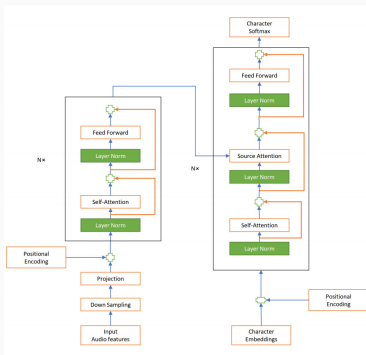 Character
Softmax
Feed Forward
Layer Norm
Feed Forward
Layer Norm
N×
Source Attention
N×
Layer Norm
Self-Attention
Layer Norm
Self-Attention
Layer Norm
Positional
Encoding
Projection
Down Sampling
Positional
Encoding
Input
Audio features
Character
Embeddings